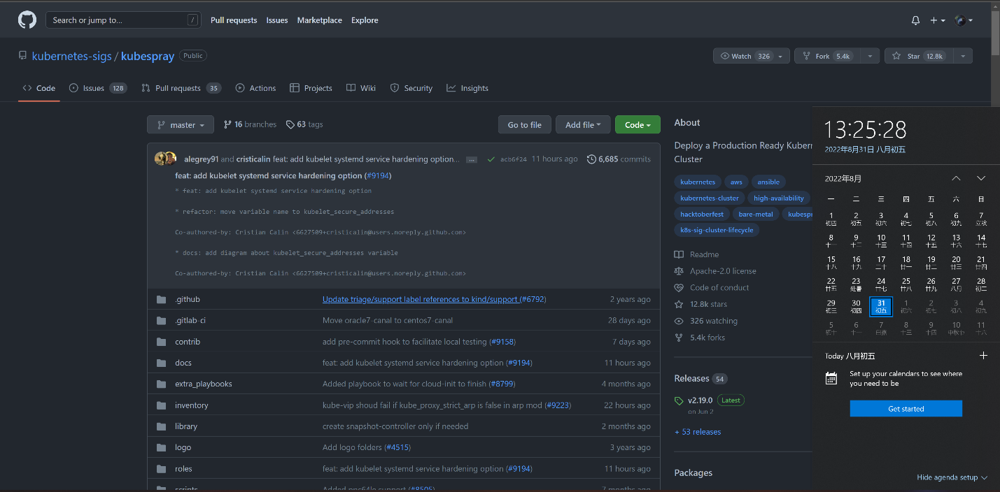 Search or jump to... /
Pull requests Issues Marketplace Explore
kubernetes-sigs / kubespray Public
Watch 326 Fork 5.4k Star 12.8k
Code Issues 128 Pull requests 35 Actions Projects Wiki Security Insights
master 16 branches 63 tags Go to file Add file Code
alegrey91 and cristicalin feat: add kubelet systemd service hardening option... ... acb6f24 11 hours ago 6,685 commits
feat: add kubelet systemd service hardening option (#9194)
* feat: add kubelet systemd service hardening option
* refactor: move variable name to kubelet_secure_addresses
Co-authored-by: Cristian Calin <6627509+cristicalin@users.noreply.github.com>
* docs: add diagram about kubelet_secure_addresses variable
Co-authored-by: Cristian Calin <6627509+cristicalin@users.noreply.github.com>
.github Update triage/support label references to kind/support (#6792) 2 years ago
.gitlab-ci Move oracle7-canal to centos7-canal 28 days ago
contrib add pre-commit hook to facilitate local testing (#9158) 7 days ago
docs feat: add kubelet systemd service hardening option (#9194) 11 hours ago
extra_playbooks Added playbook to wait for cloud-init to finish (#8799) 4 months ago
inventory kube-vip shoud fail if kube_proxy_strict_arp is false in arp mod (#9223) 22 hours ago
library create snapshot-controller only if needed 2 months ago
logo Add logo folders (#4515) 3 years ago
roles feat: add kubelet systemd service hardening option (#9194) 11 hours ago
scripts Added ppc64le support (#8505) 7 months ago
About
Deploy a Production Ready Kubern
Cluster
kubernetes aws ansible
kubernetes-cluster high-availability
hacktoberfest bare-metal kubespr
k8s-sig-cluster-lifecycle
Readme
Apache-2.0 license
Code of conduct
12.8k stars
326 watching
5.4k forks
Releases 54
v2.19.0 Latest
on Jun 2
+ 53 releases
Packages
13:25:28
2022年8月31日 八月初五
2022年8月
一 二 三 四 五 六 日
1 2 3 4 5 6 7
初四 初五 初六 初七 初八 初九 立秋
8 9 10 11 12 13 14
十一 十二 十三 十四 十五 十六 十七
15 16 17 18 19 20 21
十八 十九 二十 廿一 廿二 廿三 廿四
22 23 24 25 26 27 28
廿五 处暑 廿七 廿八 廿九 八月 初二
29 30 31 1 2 3 4
初三 初四 初五 初六 初七 初八 初九
5 6 7 8 9 10 11
初十 十一 白露 十三 十四 中秋节 十六
Today 八月初五
Set up your calendars to see where
you need to be
Get started
Hide agenda setup